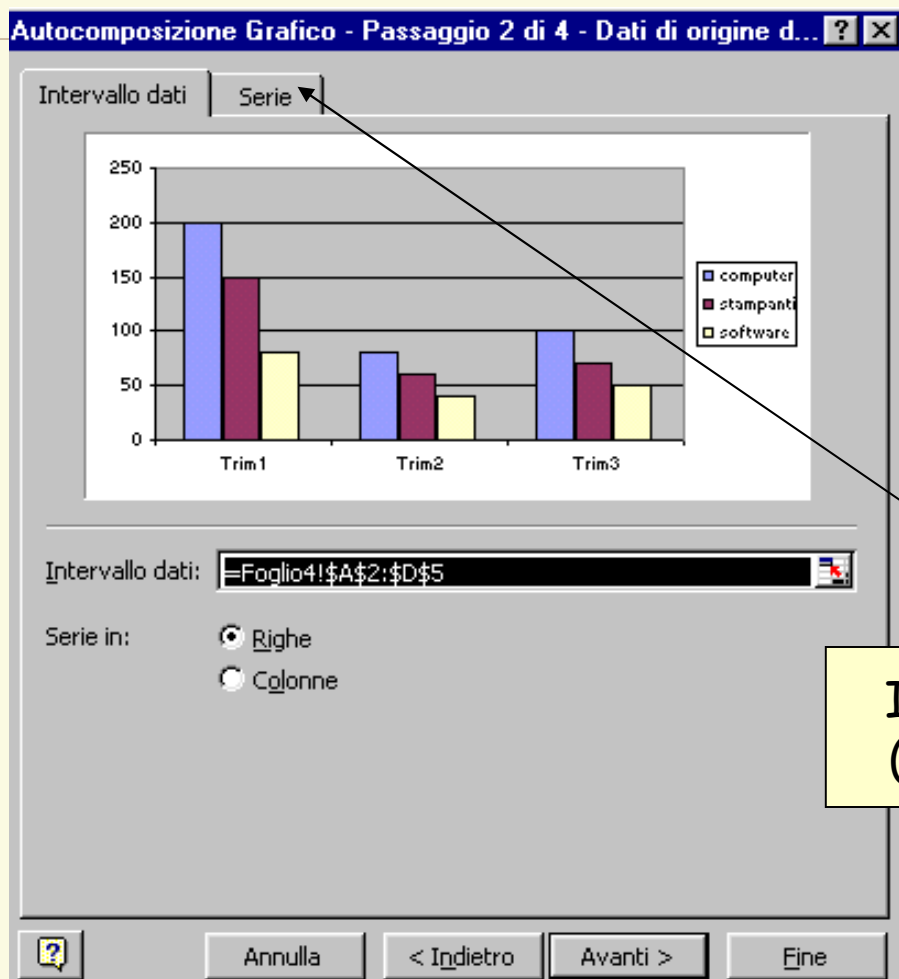 Autocomposizione Grafico - Passaggio 2 di 4 - Dati di origine d...
Intervallo dati
Serie
250
200
150
100
50
0
Trim1
Trim2
Trim3
computer
stampanti
software
Intervallo dati:
=Foglio4!$A$2:$D$5
Serie in:
Righe
Colonne
Annulla
< Indietro
Avanti >
Fine